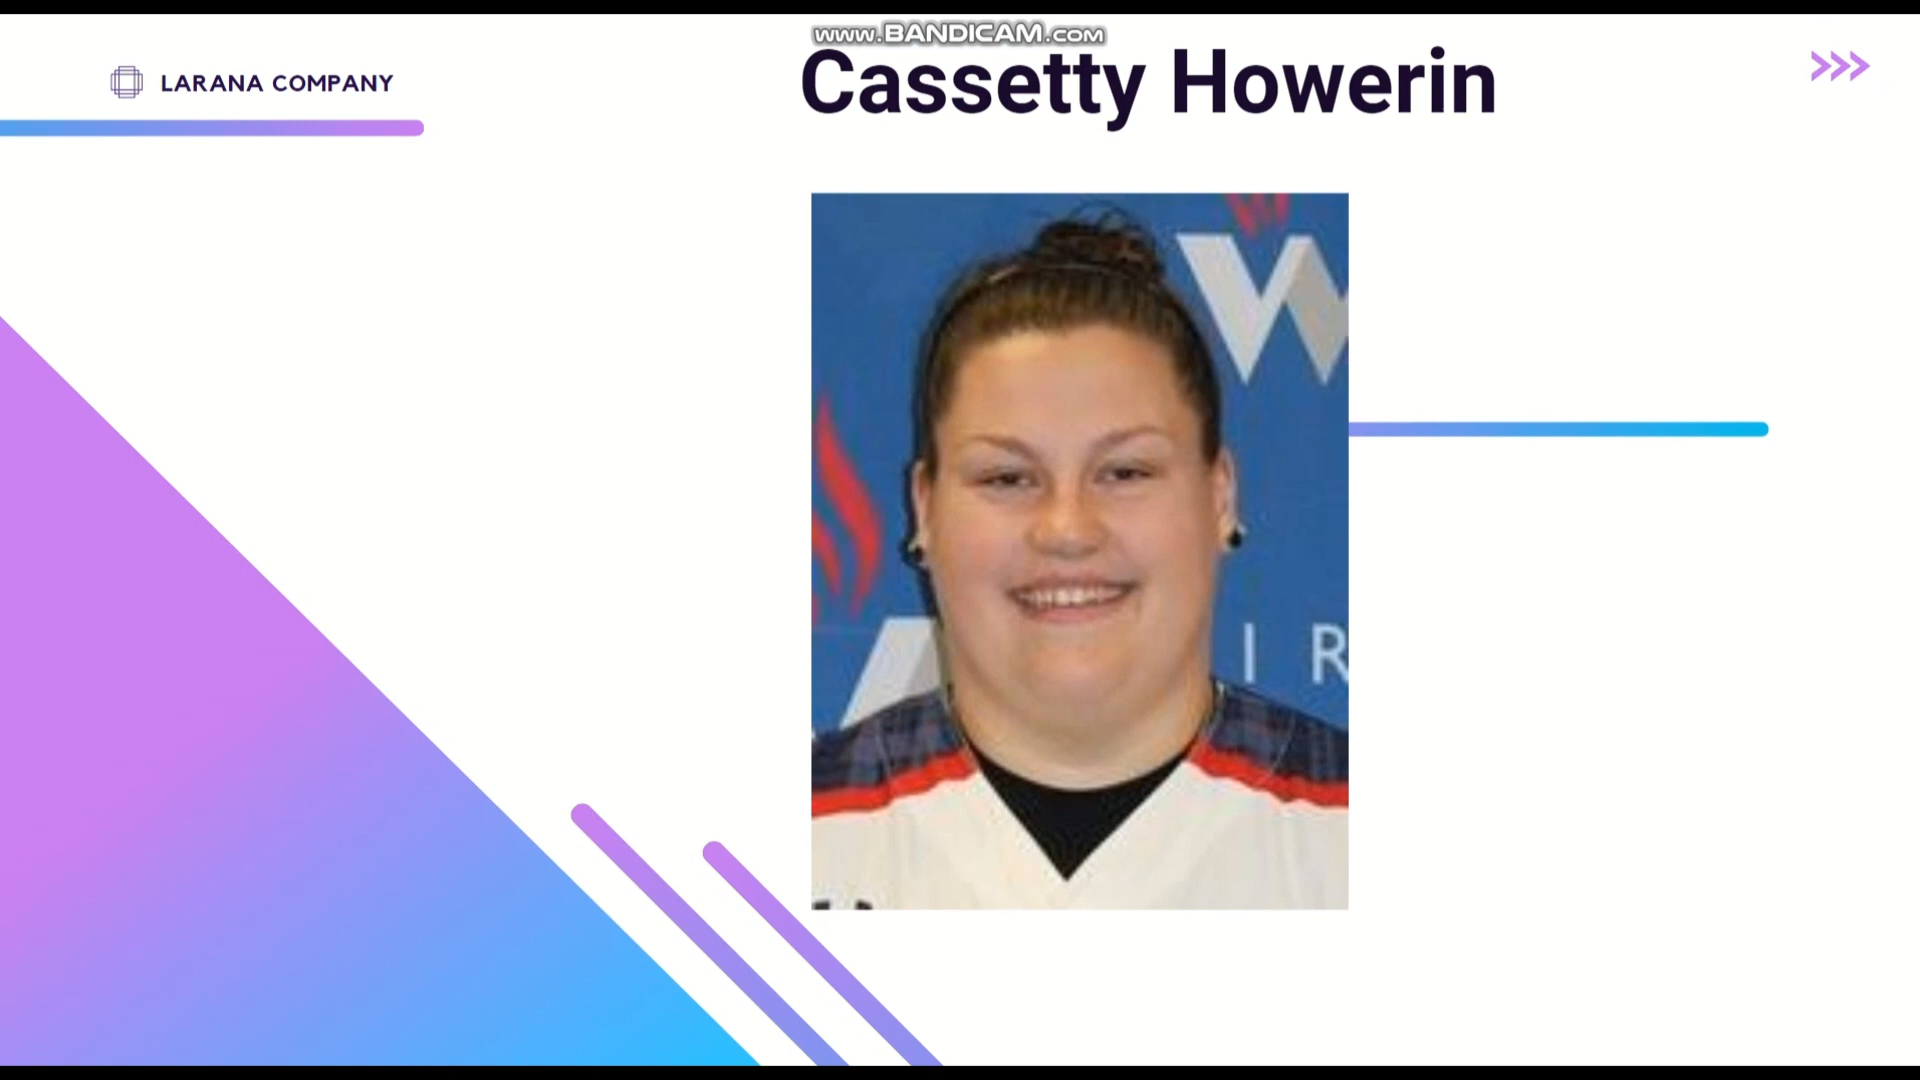 www.BANDICAM.com
LARANA COMPANY
Cassetty Howerin
W
I R